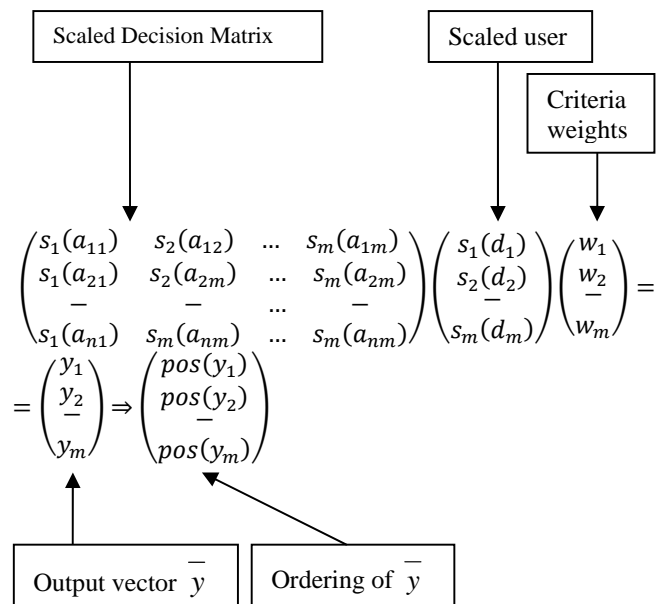 Scaled Decision Matrix
Scaled user
Criteria
weights
s₁(a₁₁) s₂(a₁₂) … sₘ(a₁ₘ) s₁(d₁) w₁
s₁(a₂₁) s₂(a₂ₘ) … sₘ(a₂ₘ) s₂(d₂) w₂ =
− − … − − −
s₁(aₙ₁) sₘ(aₙₘ) … sₘ(aₙₘ) sₘ(dₘ) wₘ
y₁ pos(y₁)
= y₂ ⇒ pos(y₂)
− −
yₘ pos(yₘ)
Output vector y̅
Ordering of y̅